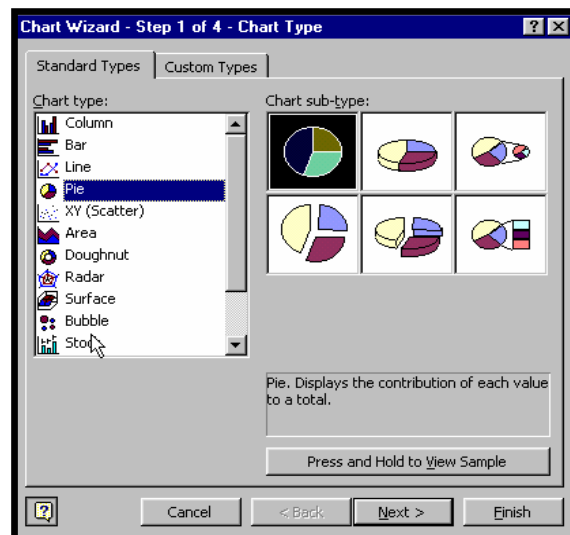 Chart Wizard - Step 1 of 4 - Chart Type
Standard Types
Custom Types
Chart type:
Chart sub-type:
Column
Bar
Line
Pie
XY (Scatter)
Area
Doughnut
Radar
Surface
Bubble
Stock
Pie. Displays the contribution of each value
to a total.
Press and Hold to View Sample
Cancel
< Back
Next >
Finish